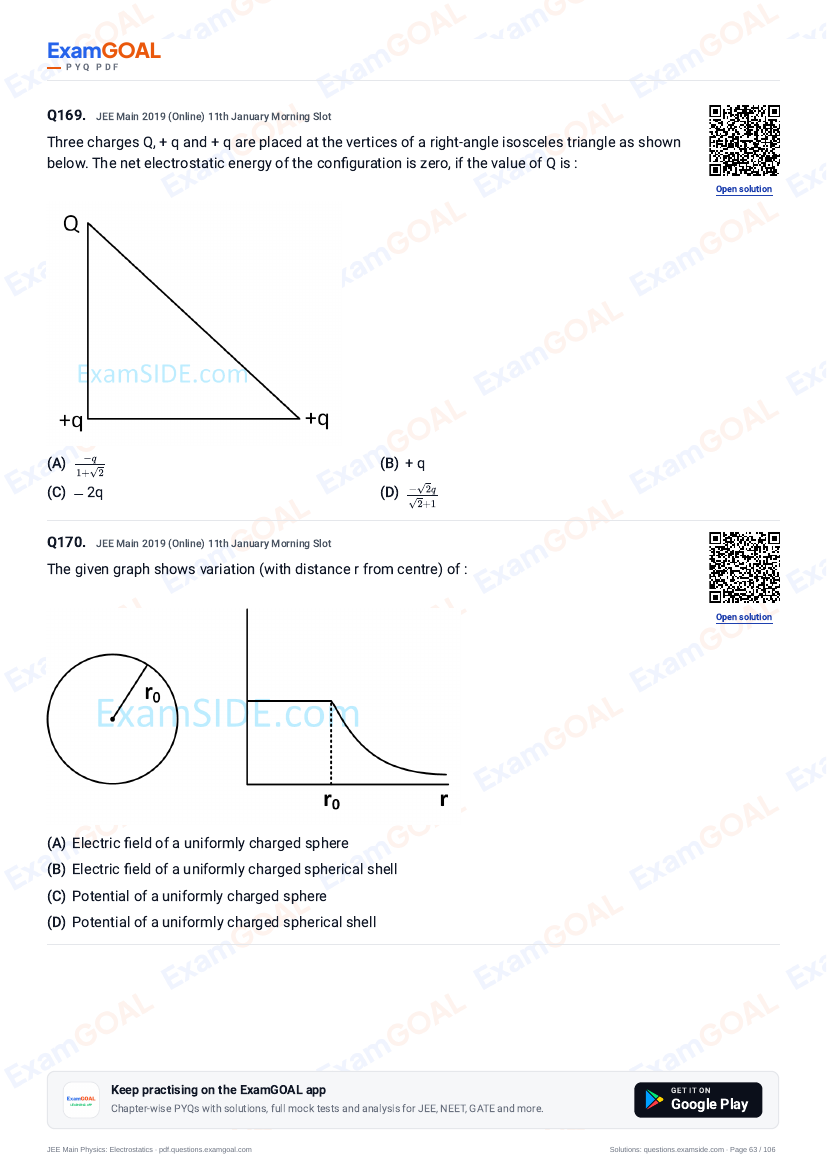 ExamGOAL
PYQ PDF
Q169. JEE Main 2019 (Online) 11th January Morning Slot
Three charges Q, + q and + q are placed at the vertices of a right-angle isosceles triangle as shown
below. The net electrostatic energy of the configuration is zero, if the value of Q is :
Open solution
Q
ExamSIDE.com
+q
+q
(A) $\frac{-q}{1+\sqrt{2}}$
(B) + q
(C) – 2q
(D) $\frac{-\sqrt{2}q}{\sqrt{2}+1}$
Q170. JEE Main 2019 (Online) 11th January Morning Slot
The given graph shows variation (with distance r from centre) of :
Open solution
r₀
ExamSIDE.com
r₀
r
(A) Electric field of a uniformly charged sphere
(B) Electric field of a uniformly charged spherical shell
(C) Potential of a uniformly charged sphere
(D) Potential of a uniformly charged spherical shell
ExamGOAL
Keep practising on the ExamGOAL app
Chapter-wise PYQs with solutions, full mock tests and analysis for JEE, NEET, GATE and more.
GET IT ON
Google Play
JEE Main Physics: Electrostatics · pdf.questions.examgoal.com
Solutions: questions.examside.com · Page 63 / 106